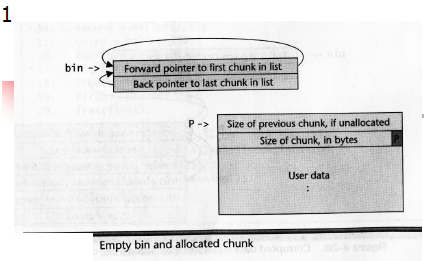 1
bin ->
Forward pointer to first chunk in list
Back pointer to last chunk in list
P ->
Size of previous chunk, if unallocated
Size of chunk, in bytes
P
User data
:
Empty bin and allocated chunk